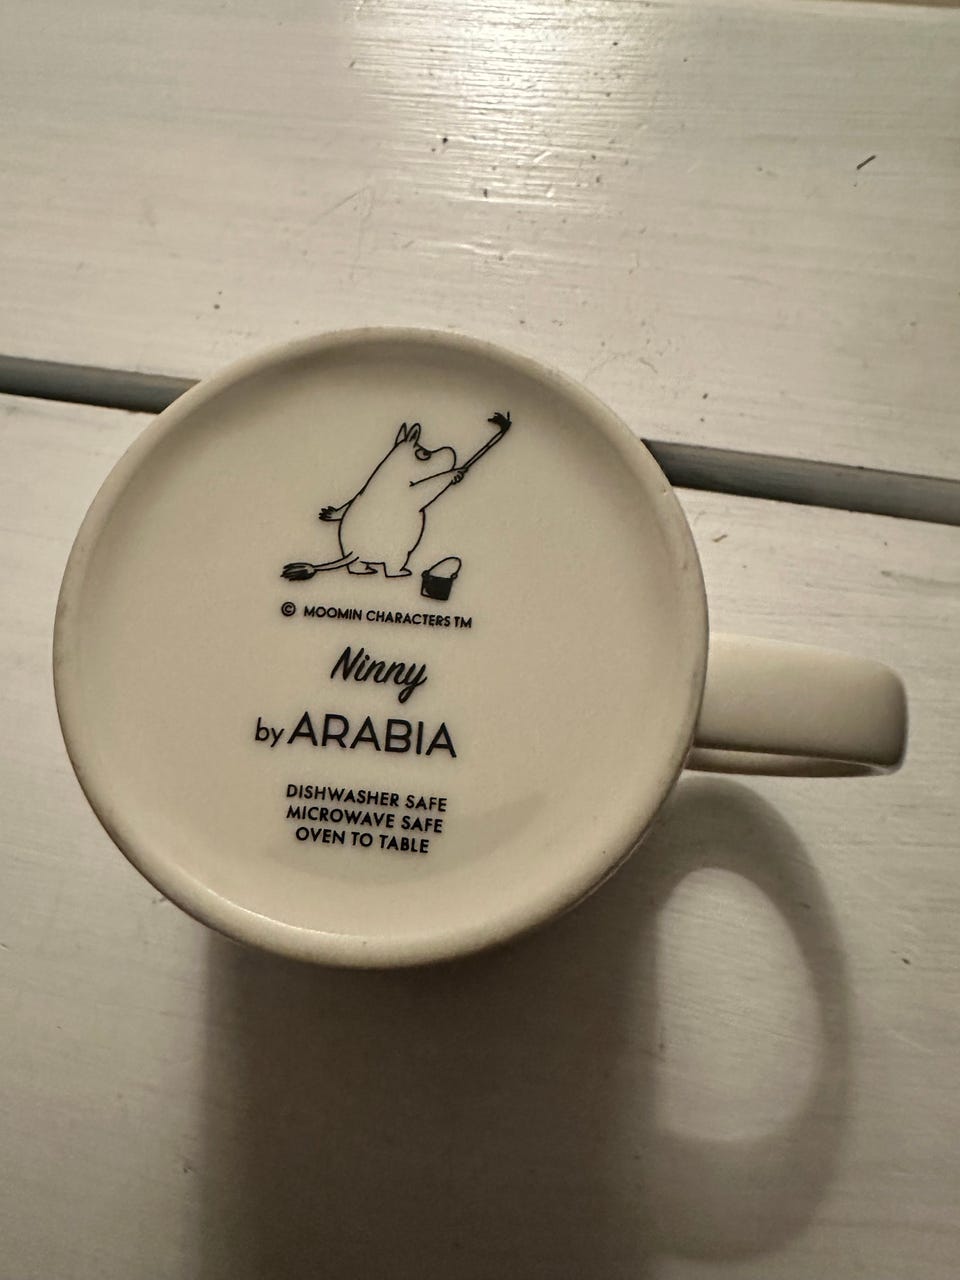 © MOOMIN CHARACTERS TM
Ninny
by ARABIA
DISHWASHER SAFE
MICROWAVE SAFE
OVEN TO TABLE